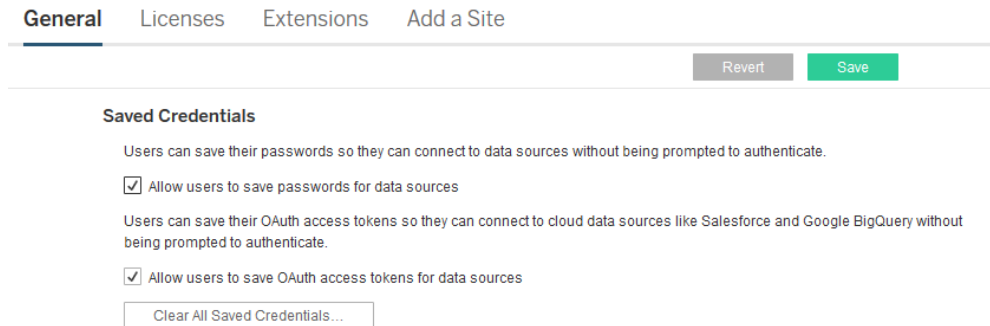 General Licenses Extensions Add a Site
Revert Save
Saved Credentials
Users can save their passwords so they can connect to data sources without being prompted to authenticate.
Allow users to save passwords for data sources
Users can save their OAuth access tokens so they can connect to cloud data sources like Salesforce and Google BigQuery without
being prompted to authenticate.
Allow users to save OAuth access tokens for data sources
Clear All Saved Credentials...